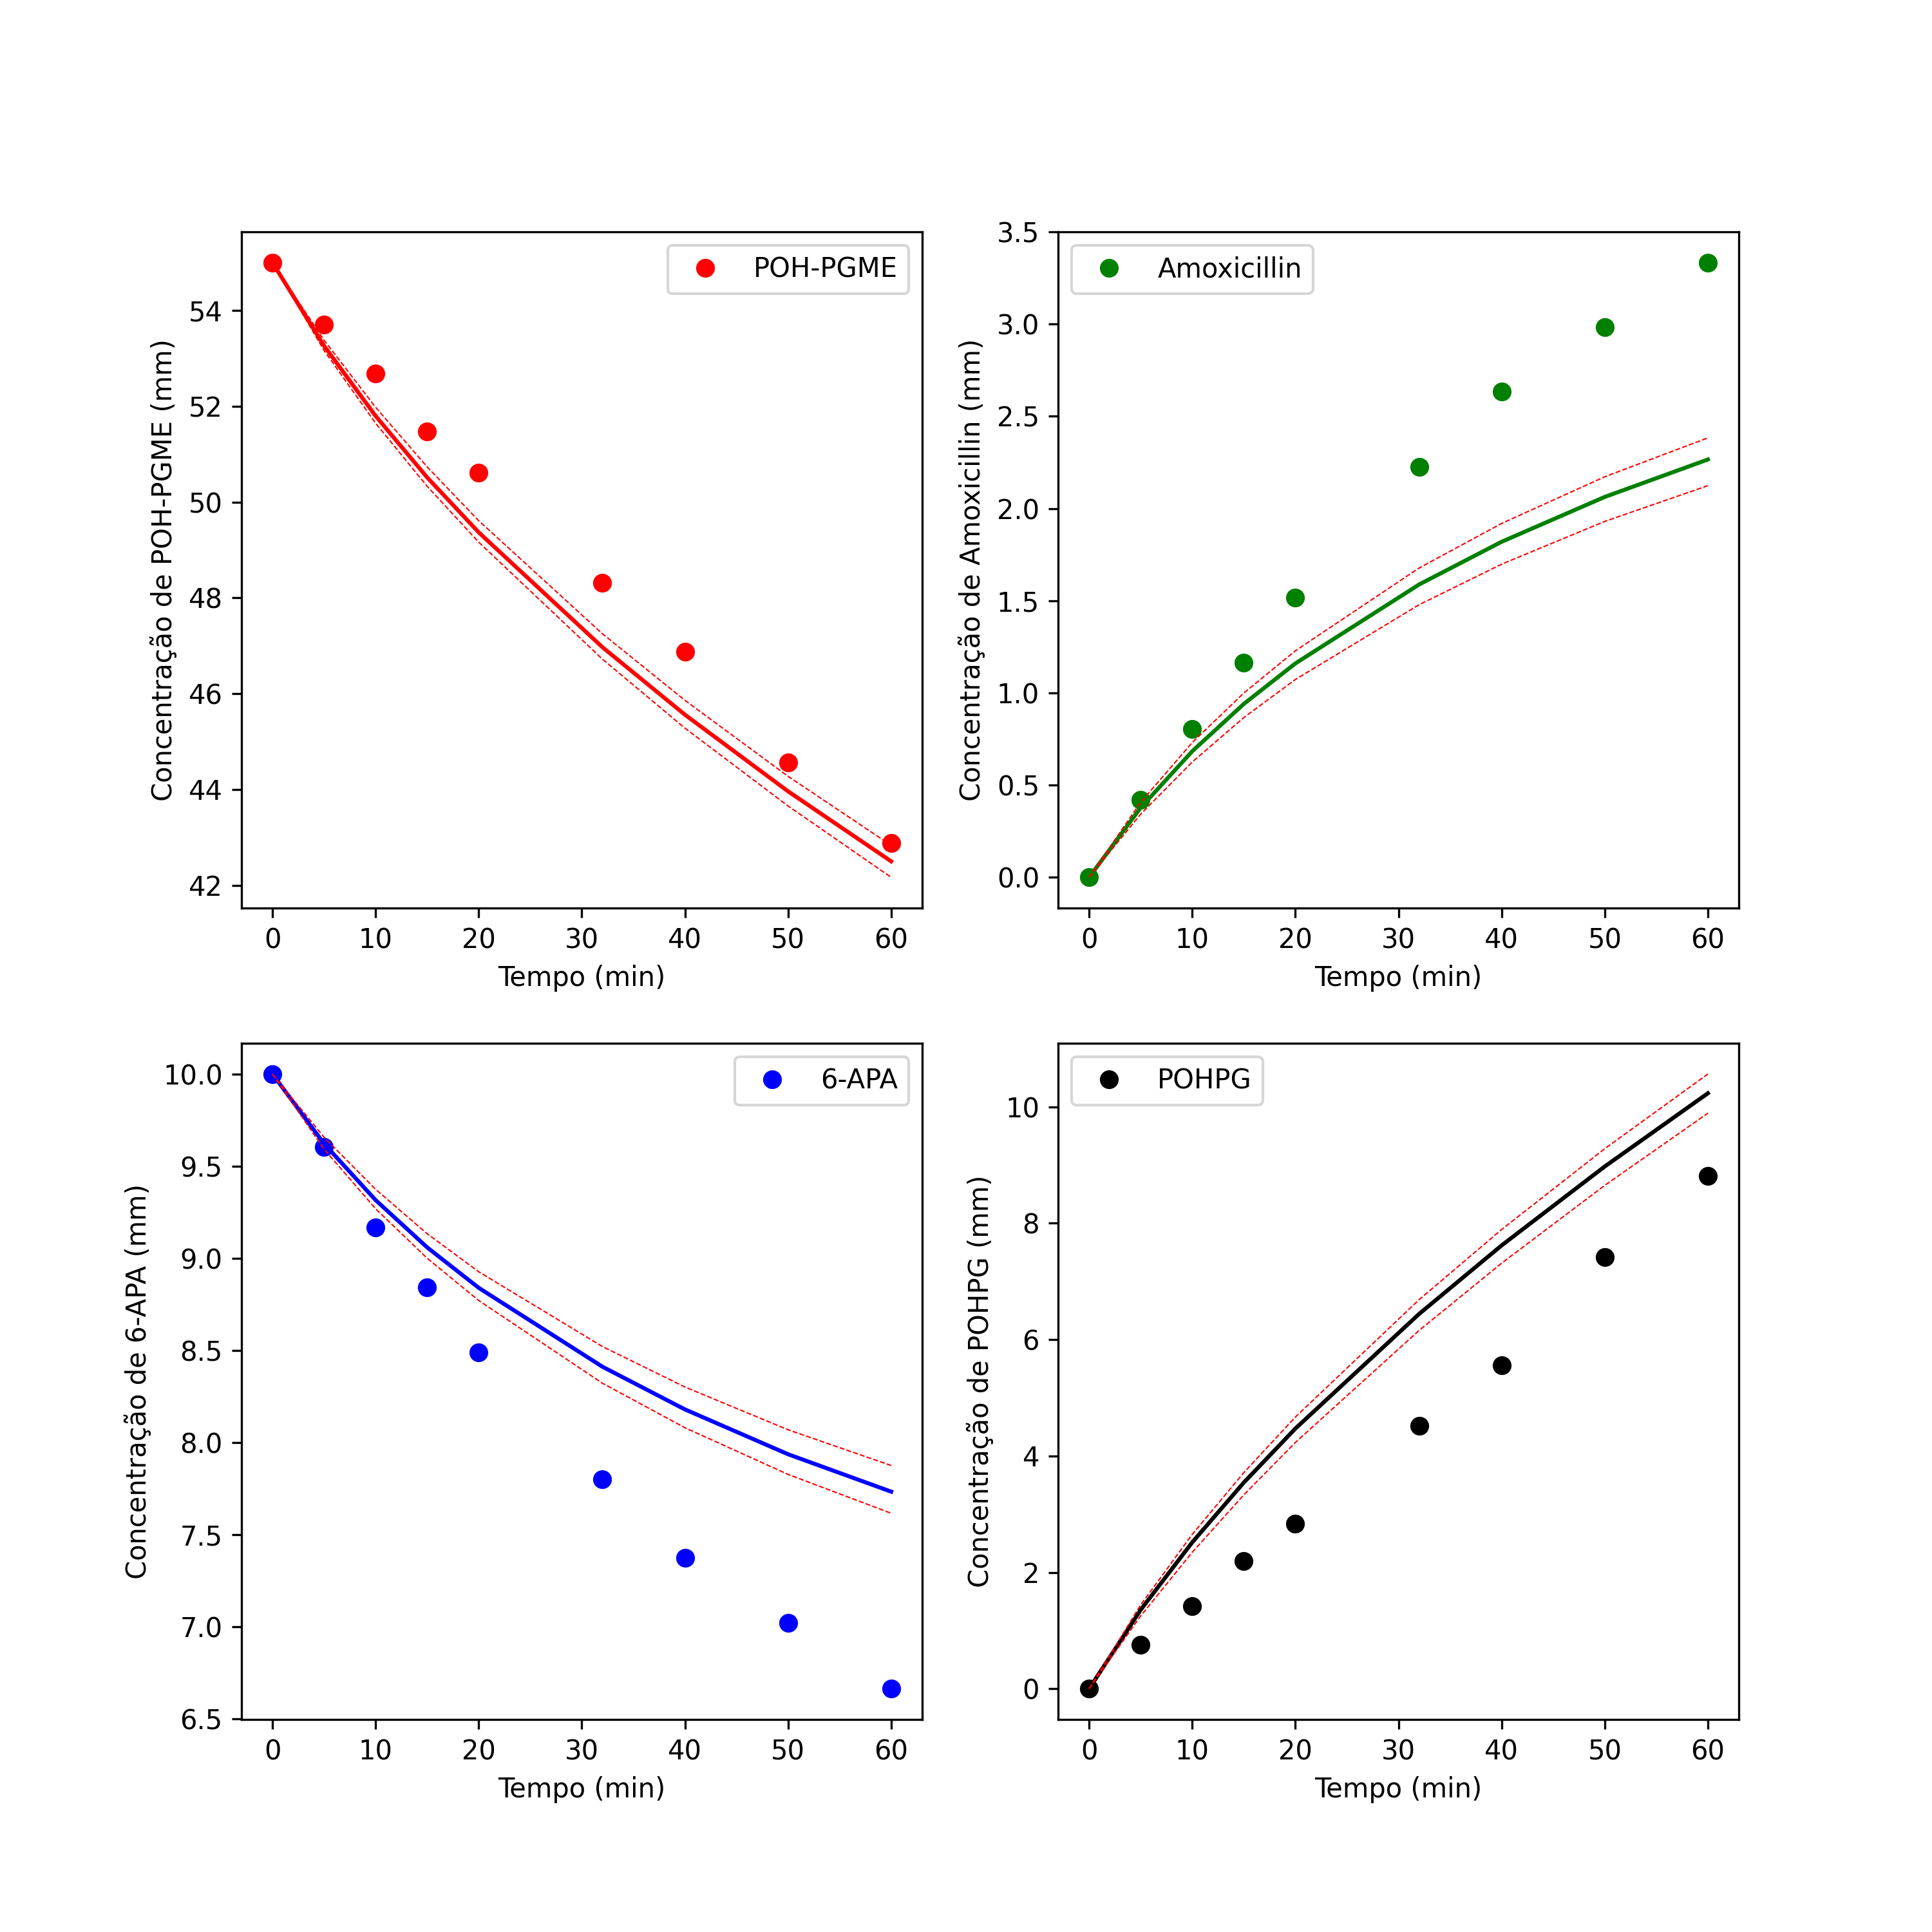 POH-PGME
54
52
50
48
46
44
42
Concentração de POH-PGME (mm)
0 10 20 30 40 50 60
Tempo (min)
Amoxicillin
3.5
3.0
2.5
2.0
1.5
1.0
0.5
0.0
Concentração de Amoxicillin (mm)
0 10 20 30 40 50 60
Tempo (min)
6-APA
10.0
9.5
9.0
8.5
8.0
7.5
7.0
6.5
Concentração de 6-APA (mm)
0 10 20 30 40 50 60
Tempo (min)
POHPG
10
8
6
4
2
0
Concentração de POHPG (mm)
0 10 20 30 40 50 60
Tempo (min)